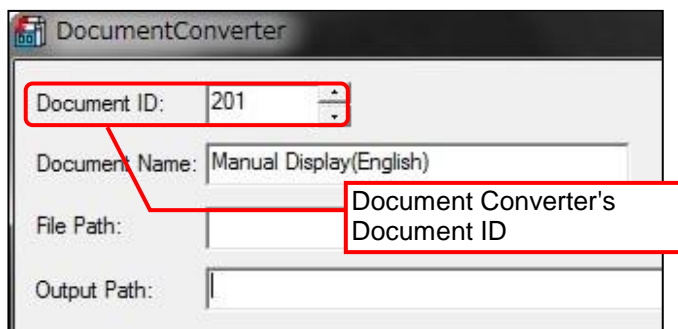 DocumentConverter
Document ID: 201
Document Name: Manual Display(English)
Document Converter's
Document ID
File Path:
Output Path: